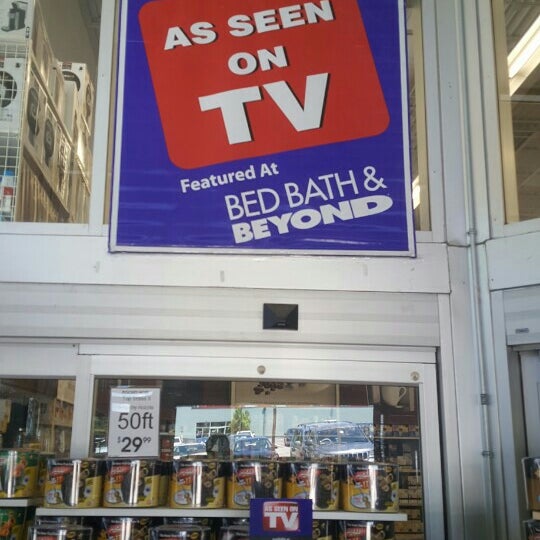 AS SEEN
ON
TV
Featured At
BED BATH &
BEYOND
50ft
$29.99
AS SEEN ON
TV